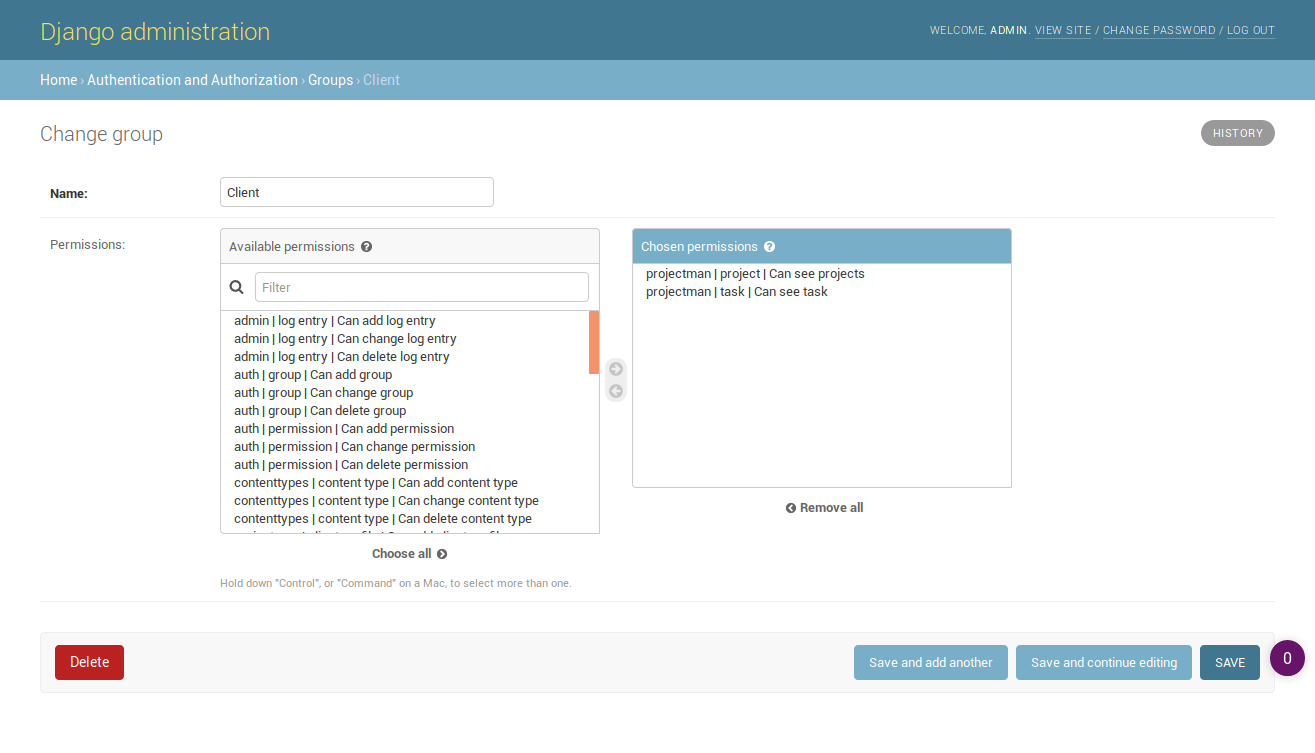 Django administration
WELCOME, ADMIN. VIEW SITE / CHANGE PASSWORD / LOG OUT
Home › Authentication and Authorization › Groups › Client
Change group
HISTORY
Name:
Client
Permissions:
Available permissions
Filter
admin | log entry | Can add log entry
admin | log entry | Can change log entry
admin | log entry | Can delete log entry
auth | group | Can add group
auth | group | Can change group
auth | group | Can delete group
auth | permission | Can add permission
auth | permission | Can change permission
auth | permission | Can delete permission
contenttypes | content type | Can add content type
contenttypes | content type | Can change content type
contenttypes | content type | Can delete content type
Choose all
Hold down "Control", or "Command" on a Mac, to select more than one.
Chosen permissions
projectman | project | Can see projects
projectman | task | Can see task
Remove all
Delete
Save and add another
Save and continue editing
SAVE
0